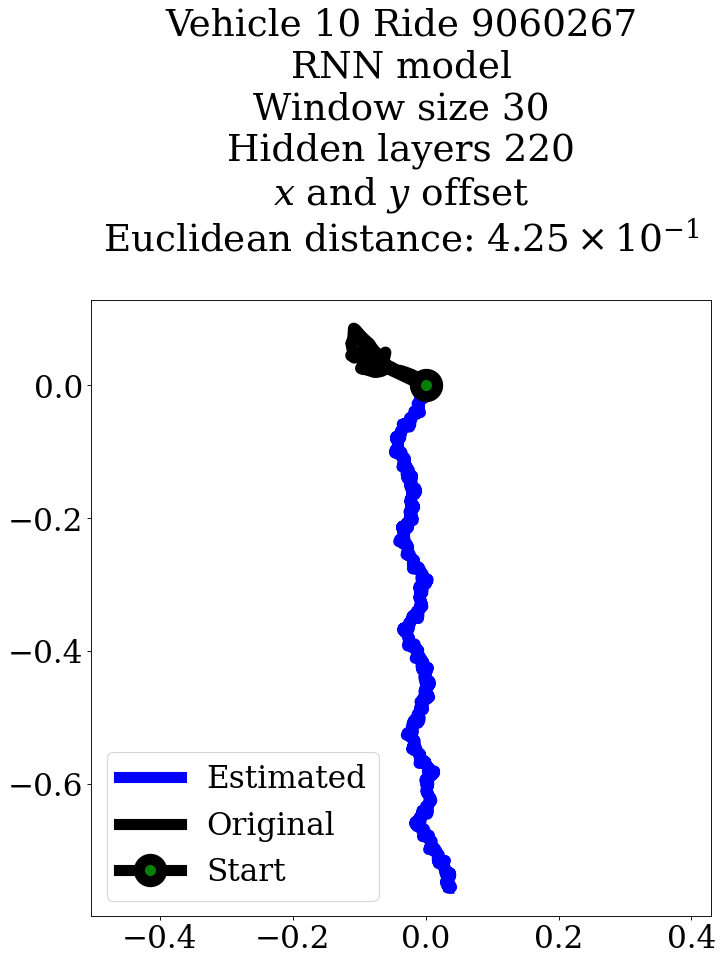 Vehicle 10 Ride 9060267
RNN model
Window size 30
Hidden layers 220
x and y offset
Euclidean distance: 4.25 × 10⁻¹
0.0
−0.2
−0.4
−0.6
Estimated
Original
Start
−0.4 −0.2 0.0 0.2 0.4